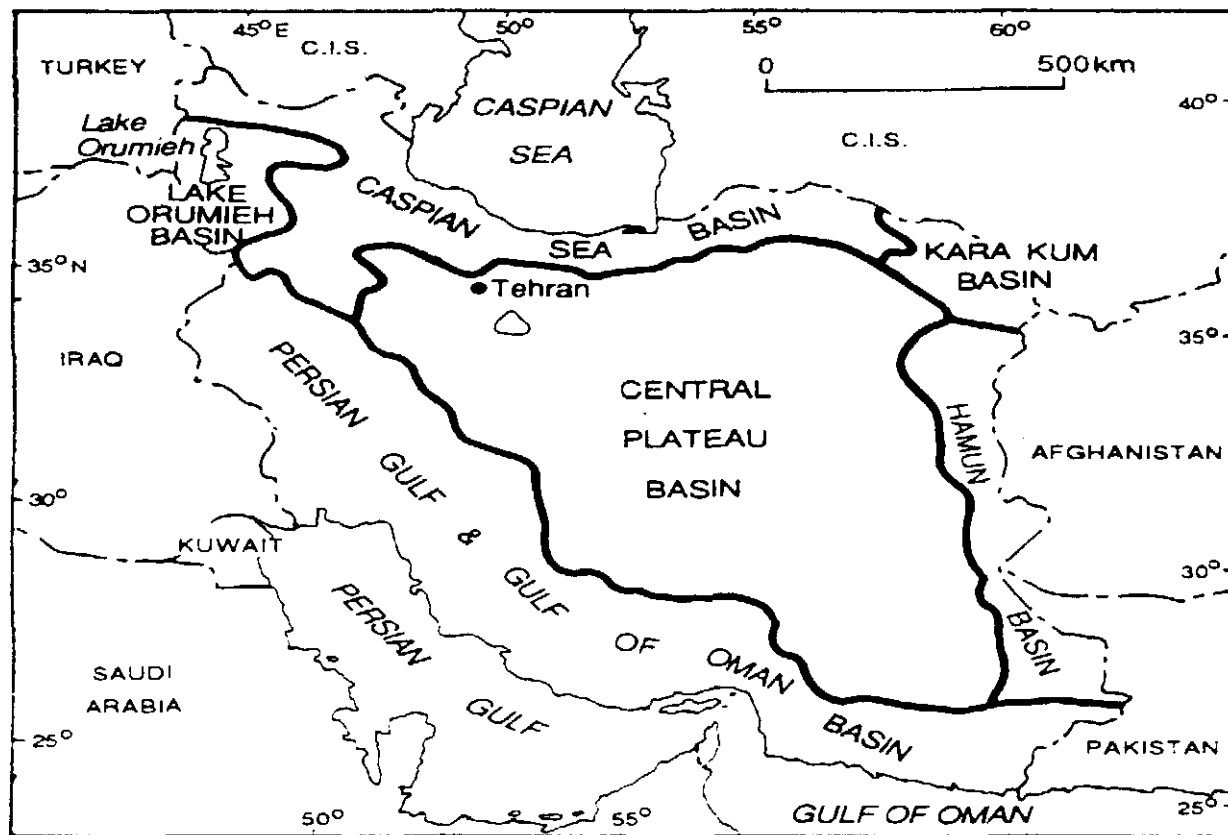 45° E
50°
55°
60°
C.I.S.
TURKEY
0
500km
CASPIAN
SEA
40°
C.I.S.
Lake
Orumieh
LAKE
ORUMIEH
BASIN
CASPIAN
SEA
BASIN
KARA KUM
BASIN
35° N
Tehran
35°
IRAQ
PERSIAN
GULF
&
GULF
OF
OMAN
BASIN
CENTRAL
PLATEAU
BASIN
HAMUN
BASIN
AFGHANISTAN
30°
KUWAIT
30°
PERSIAN
GULF
SAUDI
ARABIA
25°
PAKISTAN
50°
55°
GULF OF OMAN
25°